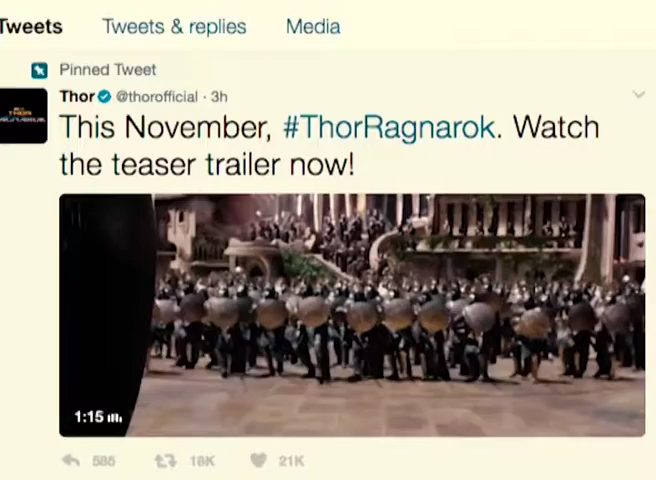 Tweets Tweets & replies Media
Pinned Tweet
Thor @thorofficial · 3h
This November, #ThorRagnarok. Watch
the teaser trailer now!
1:15
585 18K 21K